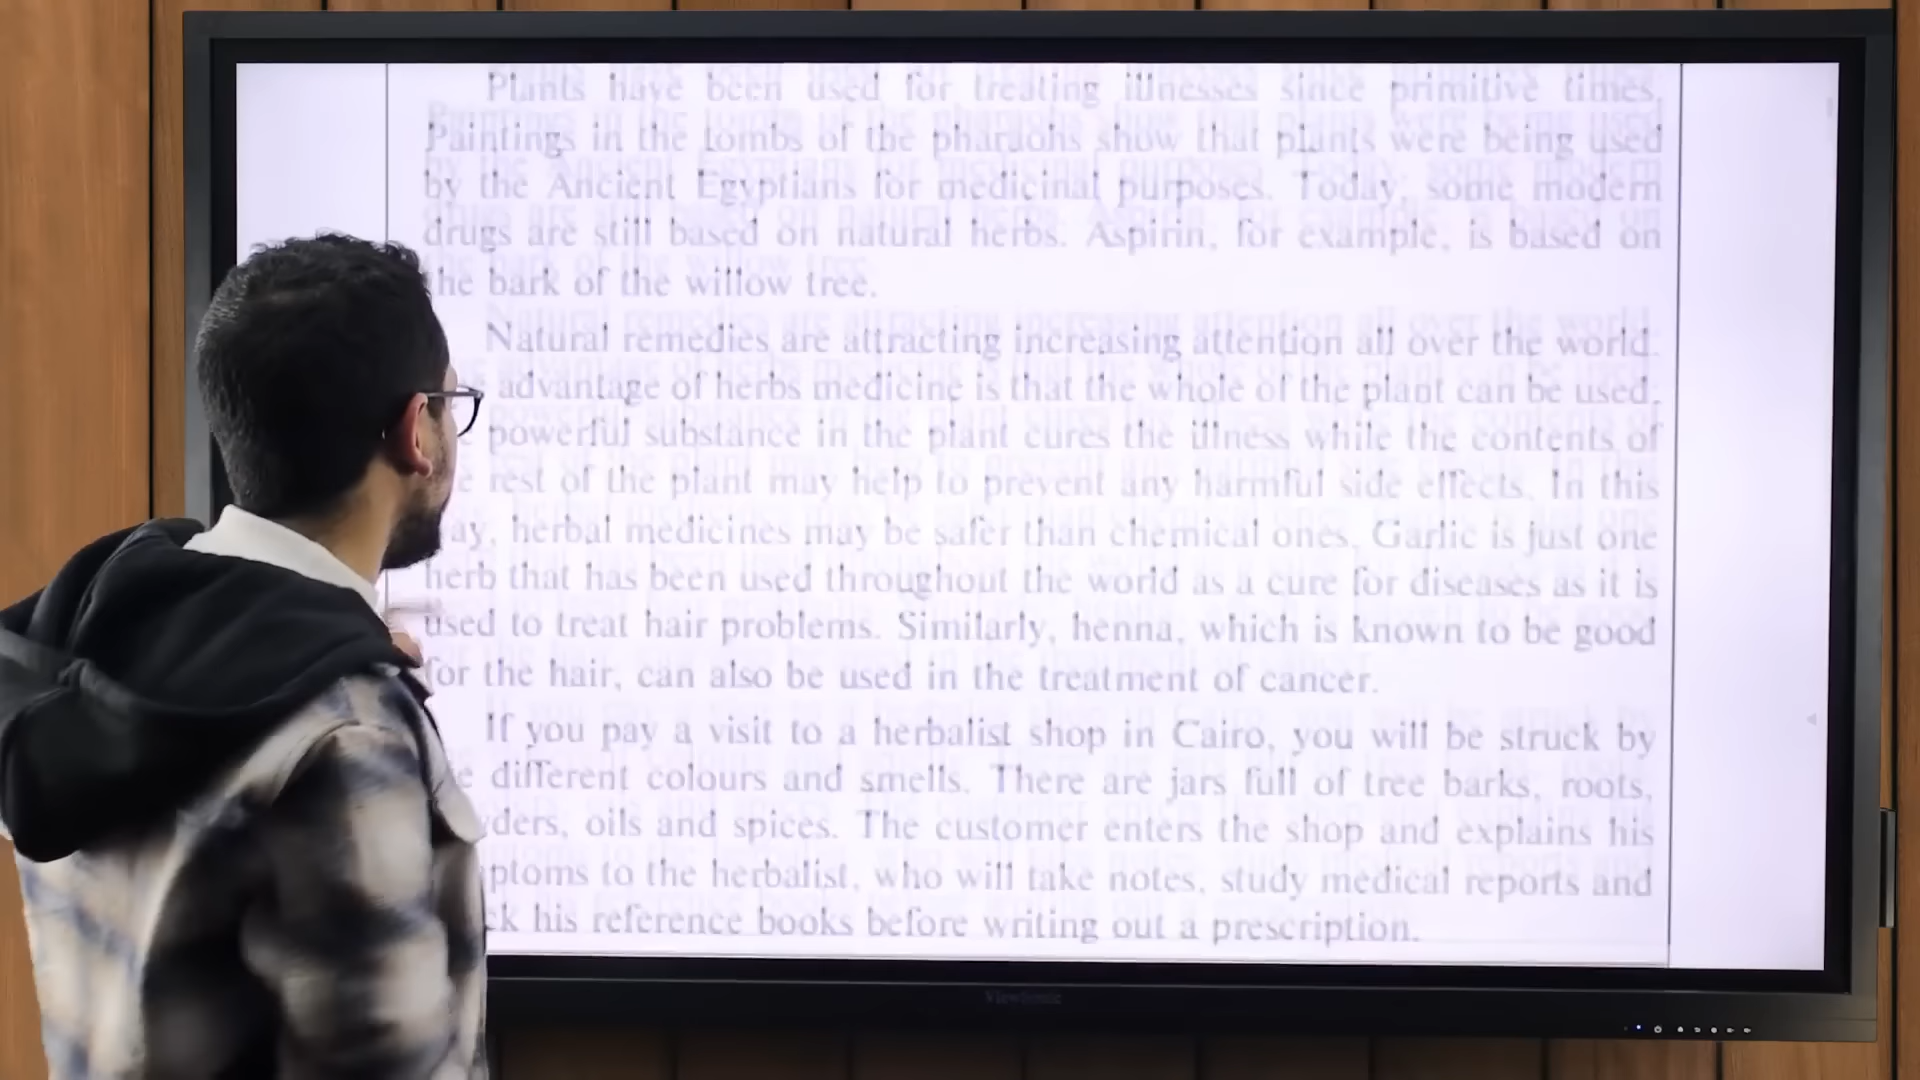 Plants have been used for treating illnesses since primitive times.
Paintings in the tombs of the pharaohs show that plants were being used
by the Ancient Egyptians for medicinal purposes. Today, some modern
drugs are still based on natural herbs. Aspirin, for example, is based on
he bark of the willow tree.
Natural remedies are attracting increasing attention all over the world.
advantage of herbs medicine is that the whole of the plant can be used.
powerful substance in the plant cures the illness while the contents of
e rest of the plant may help to prevent any harmful side effects. In this
ay, herbal medicines may be safer than chemical ones. Garlic is just one
herb that has been used throughout the world as a cure for diseases as it is
used to treat hair problems. Similarly, henna, which is known to be good
for the hair, can also be used in the treatment of cancer.
If you pay a visit to a herbalist shop in Cairo, you will be struck by
e different colours and smells. There are jars full of tree barks, roots,
ders, oils and spices. The customer enters the shop and explains his
ptoms to the herbalist, who will take notes, study medical reports and
ck his reference books before writing out a prescription.
ViewSonic